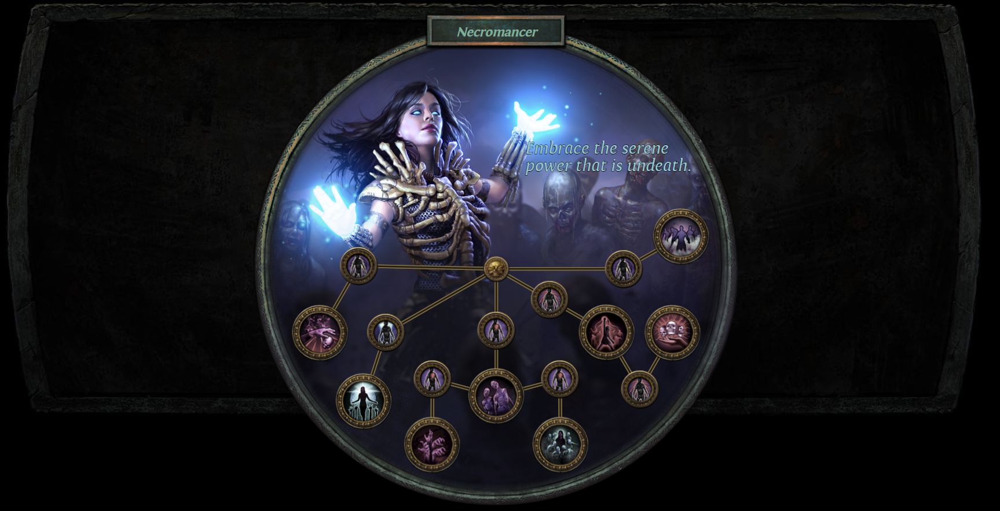 Necromancer
Embrace the serene
power that is undeath.